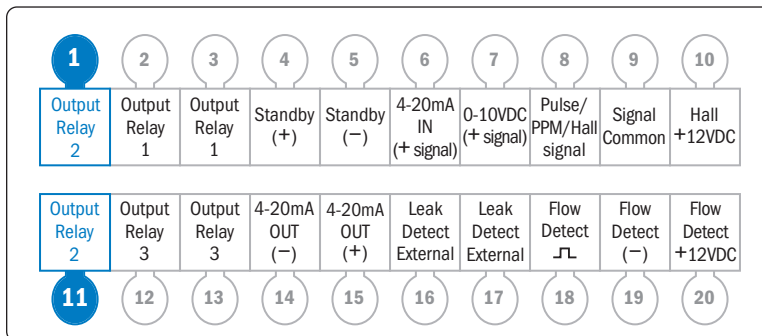 1 2 3 4 5 6 7 8 9 10
Output Relay 2
Output Relay 1
Output Relay 1
Standby (+)
Standby (−)
4-20mA IN (+ signal)
0-10VDC (+ signal)
Pulse/ PPM/Hall signal
Signal Common
Hall +12VDC
Output Relay 2
Output Relay 3
Output Relay 3
4-20mA OUT (−)
4-20mA OUT (+)
Leak Detect External
Leak Detect External
Flow Detect
Flow Detect (−)
Flow Detect +12VDC
11 12 13 14 15 16 17 18 19 20